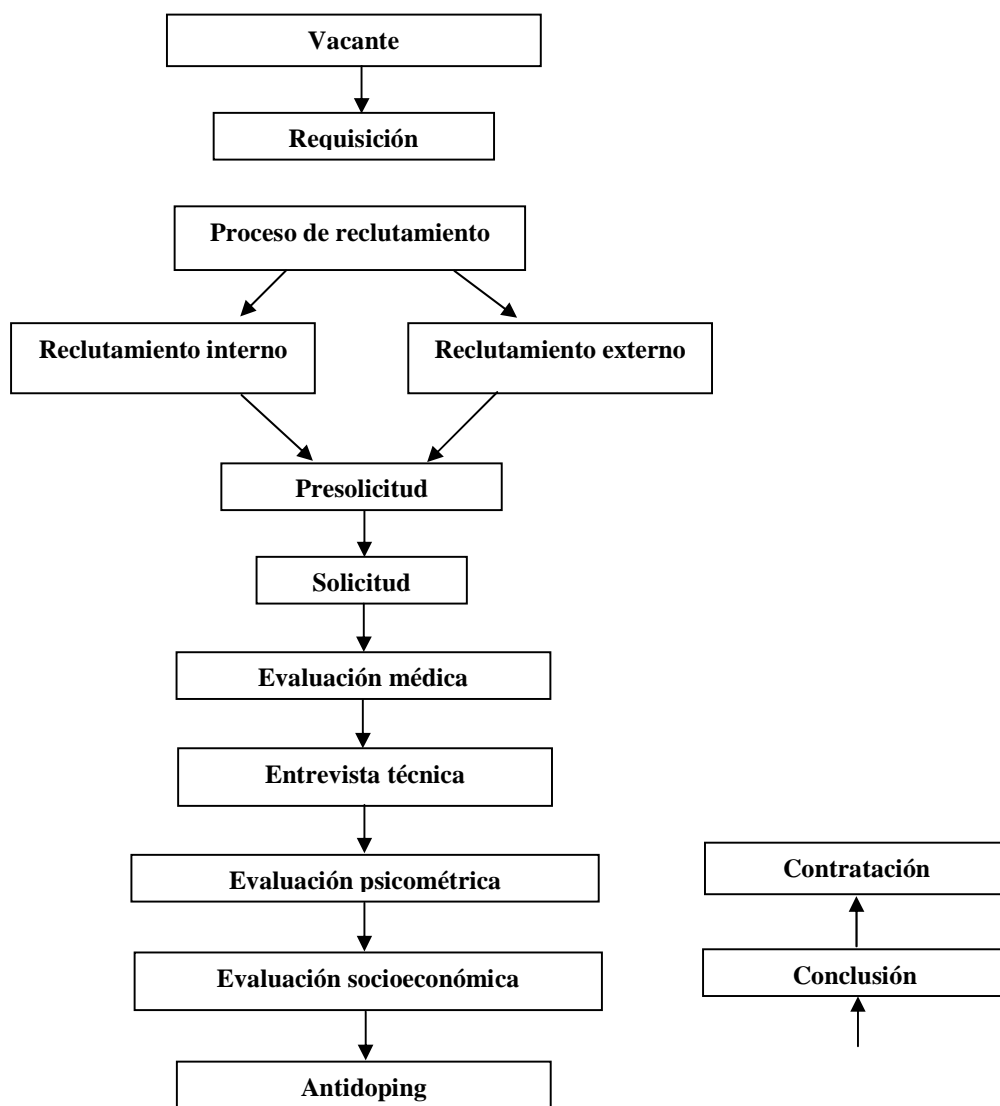 Vacante
Requisición
Proceso de reclutamiento
Reclutamiento interno
Reclutamiento externo
Presolicitud
Solicitud
Evaluación médica
Entrevista técnica
Evaluación psicométrica
Contratación
Evaluación socioeconómica
Conclusión
Antidoping